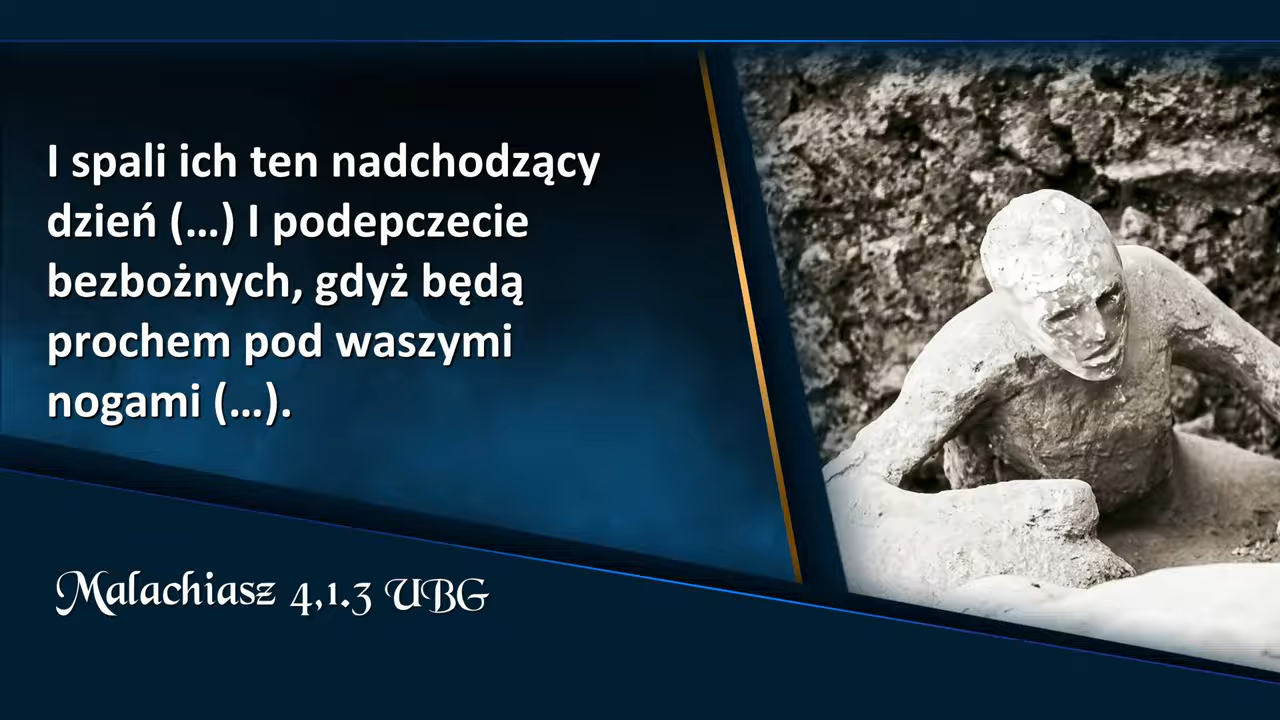 I spali ich ten nadchodzący
dzień (...) I podepczecie
bezbożnych, gdyż będą
prochem pod waszymi
nogami (...).
Malachiasz 4,1.3 UBG